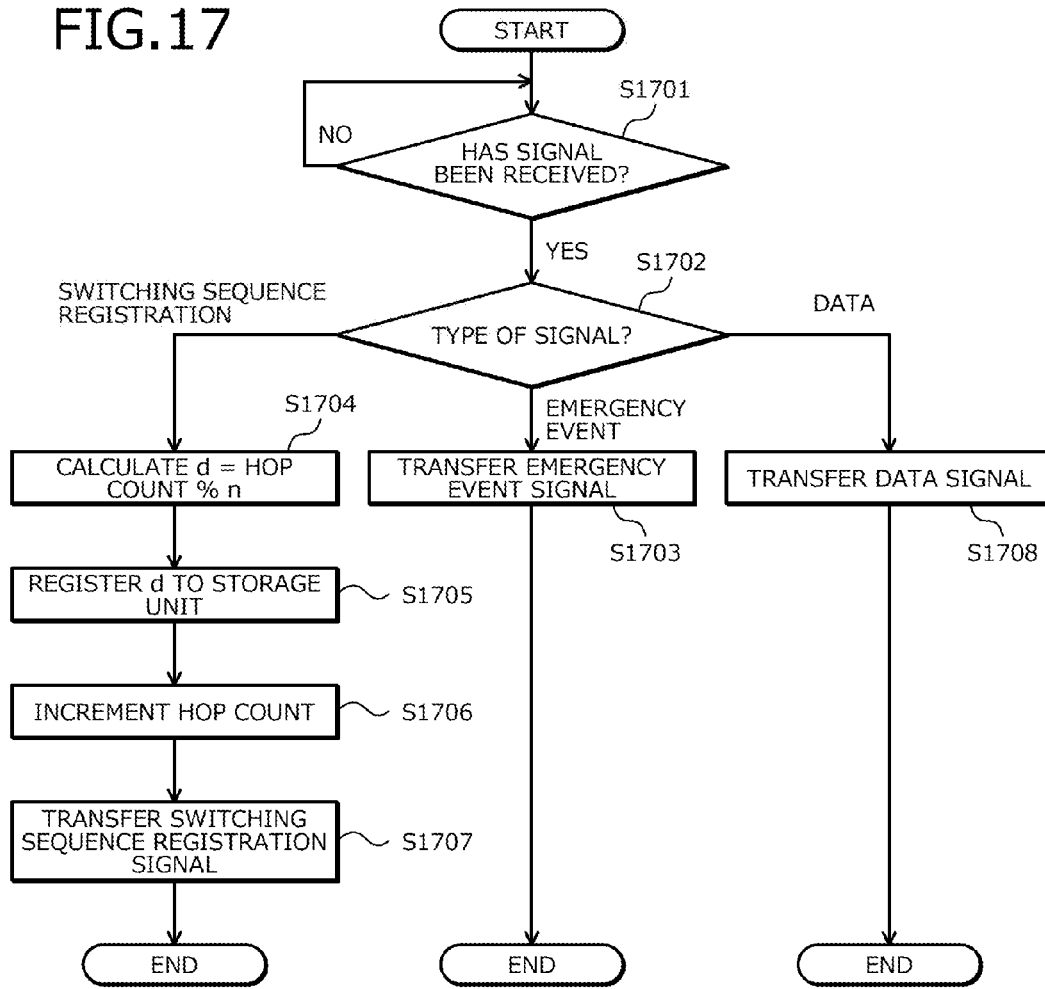 FIG.17
START
S1701
NO
HAS SIGNAL
BEEN RECEIVED?
YES
S1702
SWITCHING SEQUENCE
REGISTRATION
DATA
TYPE OF SIGNAL?
S1704
EMERGENCY
EVENT
CALCULATE d = HOP
COUNT % n
TRANSFER EMERGENCY
EVENT SIGNAL
TRANSFER DATA SIGNAL
S1703
S1708
REGISTER d TO STORAGE
UNIT
S1705
INCREMENT HOP COUNT
S1706
TRANSFER SWITCHING
SEQUENCE REGISTRATION
SIGNAL
S1707
END
END
END